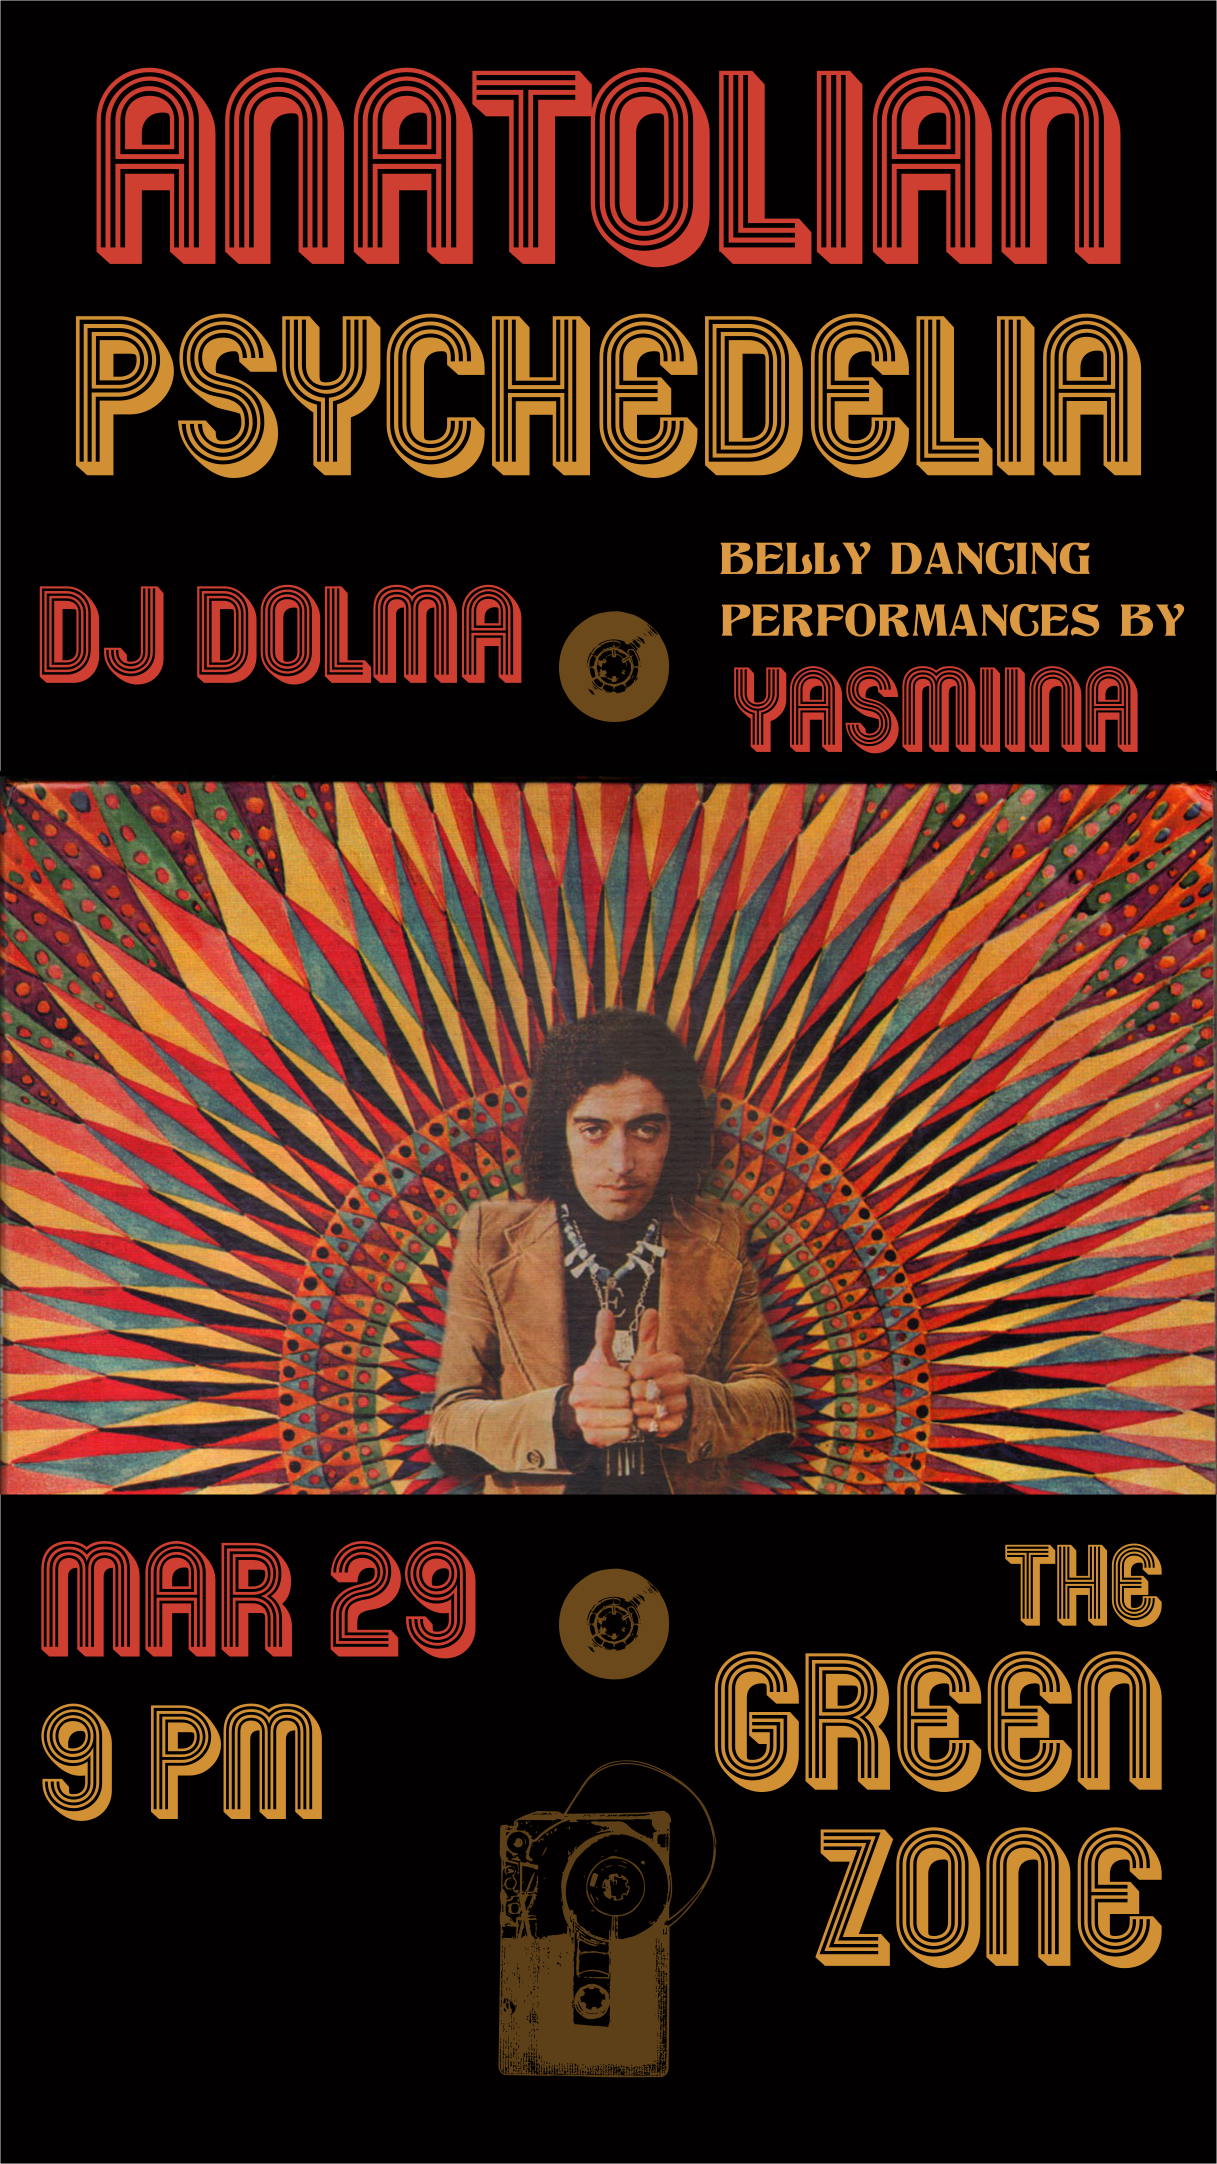 ANATOLIAN
PSYCHEDELIA
DJ DOLMA
BELLY DANCING
PERFORMANCES BY
YASMIINA
MAR 29
9 PM
THE
GREEN
ZONE